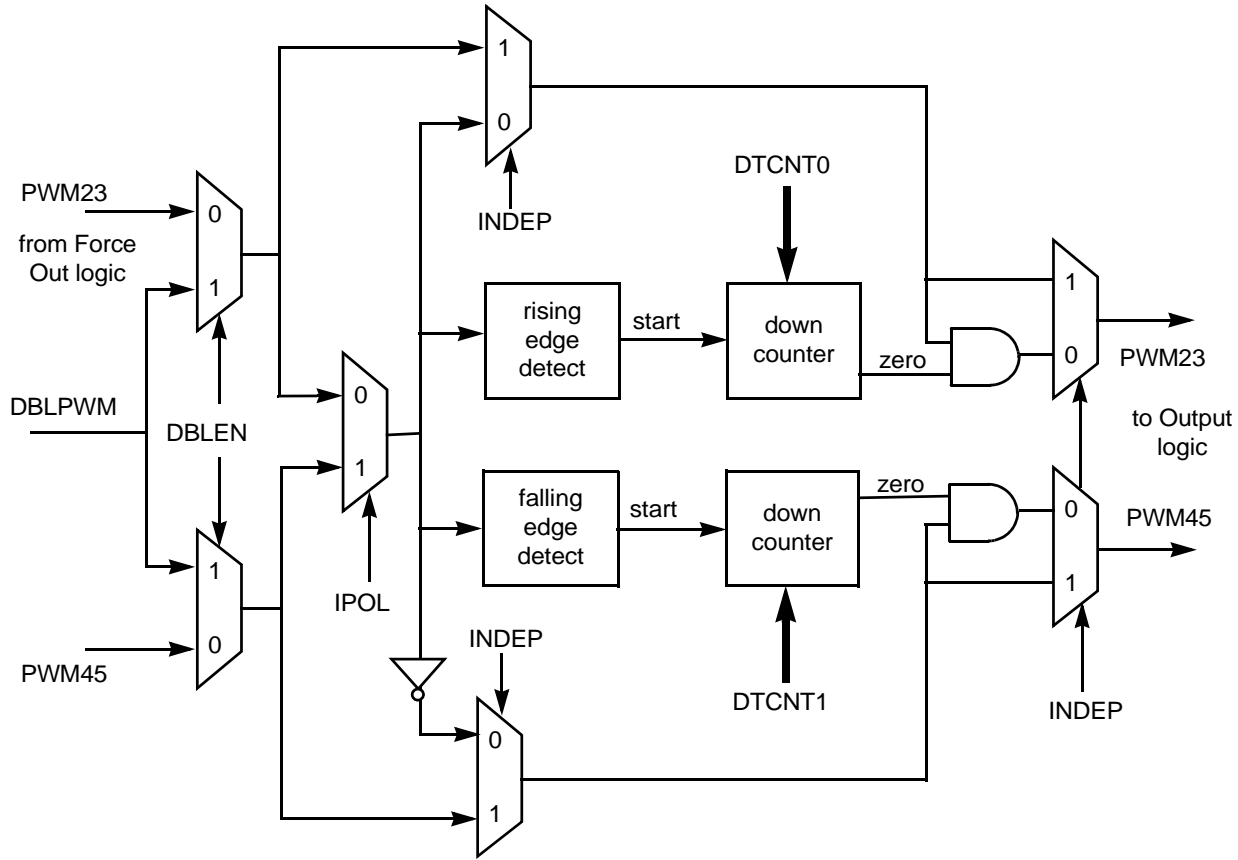 1
0
INDEP
DTCNT0
PWM23
from Force
Out logic
0
1
rising
edge
detect
start
down
counter
zero
1
0
PWM23
DBLPWM
DBLEN
0
1
IPOL
to Output
logic
falling
edge
detect
start
down
counter
zero
0
1
PWM45
1
0
PWM45
INDEP
DTCNT1
INDEP
0
1